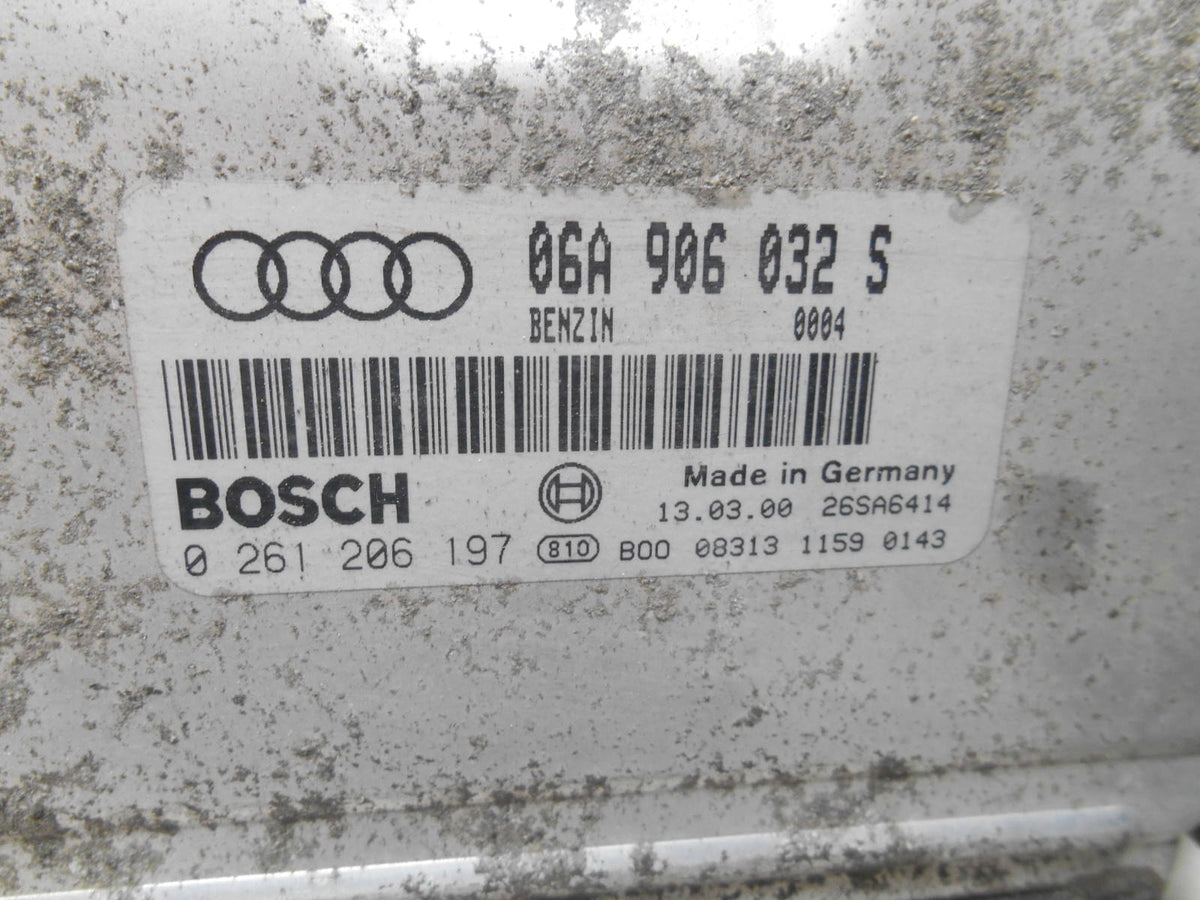 06A 906 032 S
BENZIN 0004
BOSCH
Made in Germany
13.03.00 26SA6414
0 261 206 197 810 B00 08313 1159 0143